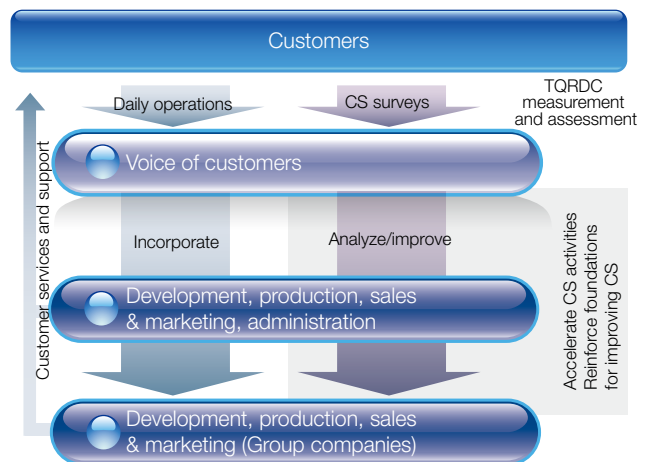 Customers
Daily operations
CS surveys
TQRDC
measurement
and assessment
Voice of customers
Customer services and support
Incorporate
Analyze/improve
Accelerate CS activities
Reinforce foundations
for improving CS
Development, production, sales
& marketing, administration
Development, production, sales
& marketing (Group companies)